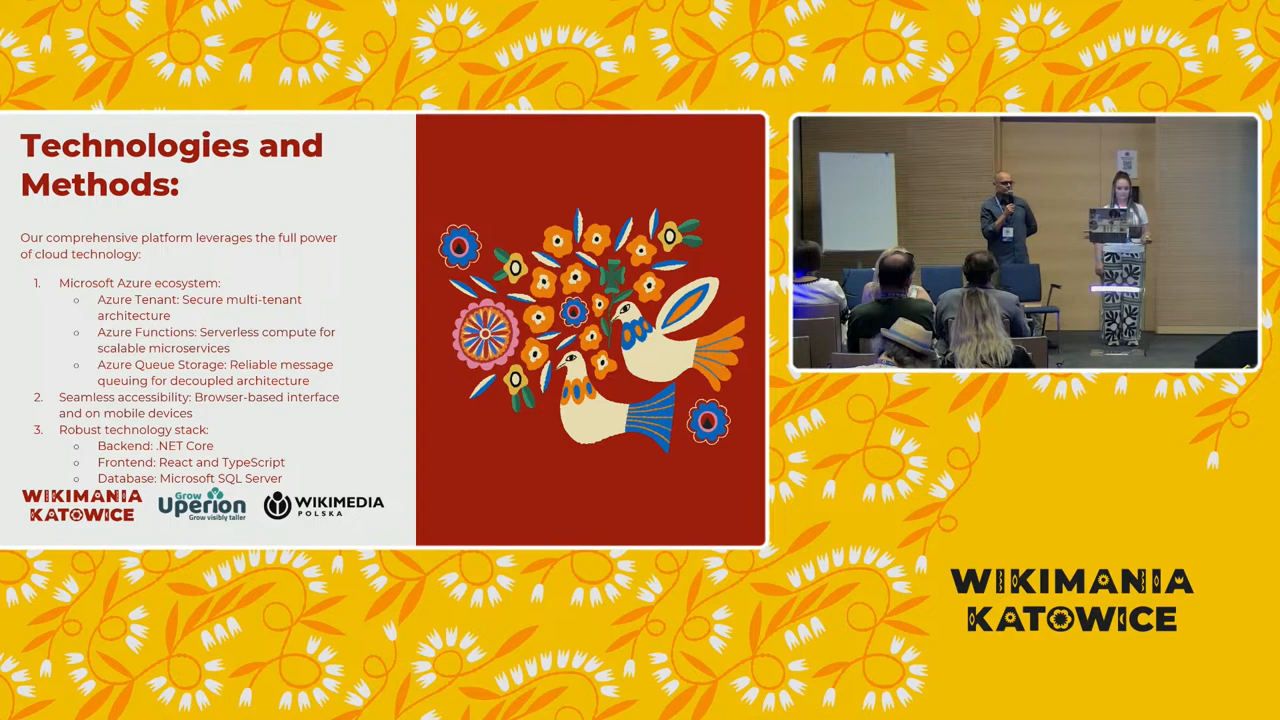 Technologies and
Methods:
Our comprehensive platform leverages the full power
of cloud technology:
1. Microsoft Azure ecosystem:
○ Azure Tenant: Secure multi-tenant
architecture
○ Azure Functions: Serverless compute for
scalable microservices
○ Azure Queue Storage: Reliable message
queuing for decoupled architecture
2. Seamless accessibility: Browser-based interface
and on mobile devices
3. Robust technology stack:
○ Backend: .NET Core
○ Frontend: React and TypeScript
○ Database: Microsoft SQL Server
WIKIMANIA
KATOWICE
Grow
Uperion
Grow visibly taller
WIKIMEDIA
POLSKA
WIKIMANIA
KATOWICE